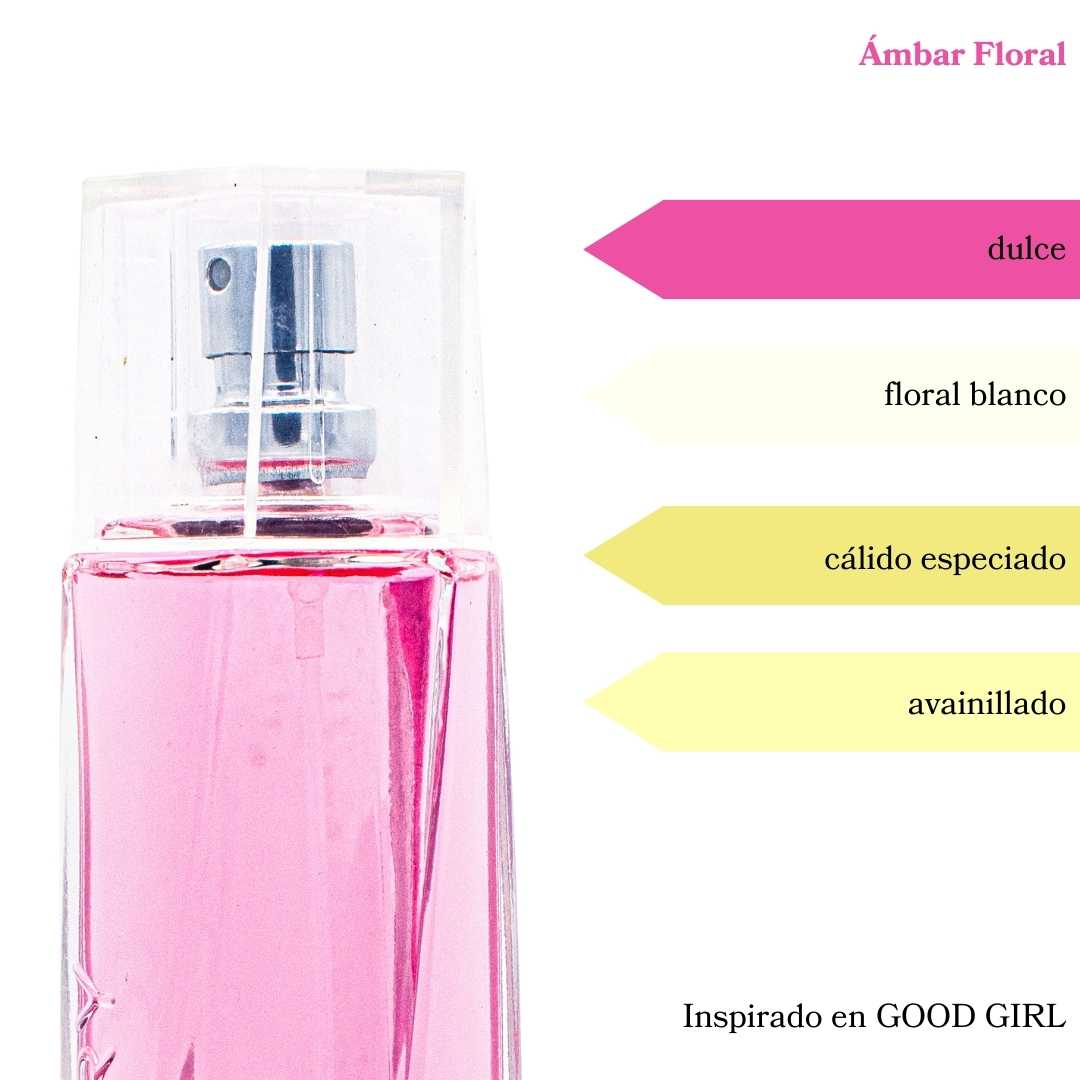 Ámbar Floral
dulce
floral blanco
cálido especiado
avainillado
Inspirado en GOOD GIRL